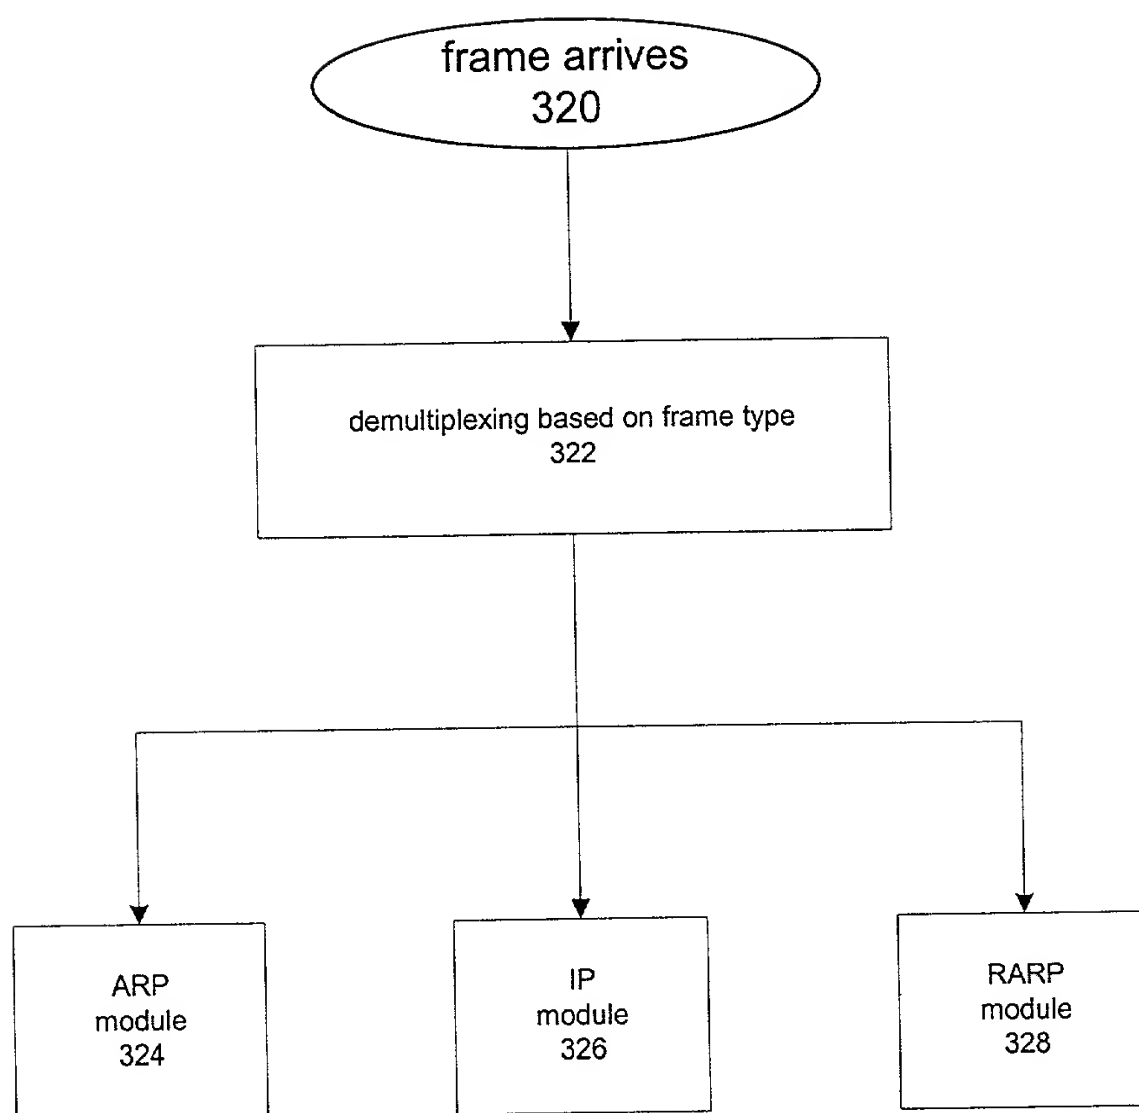 frame arrives
320
demultiplexing based on frame type
322
ARP
module
324
IP
module
326
RARP
module
328